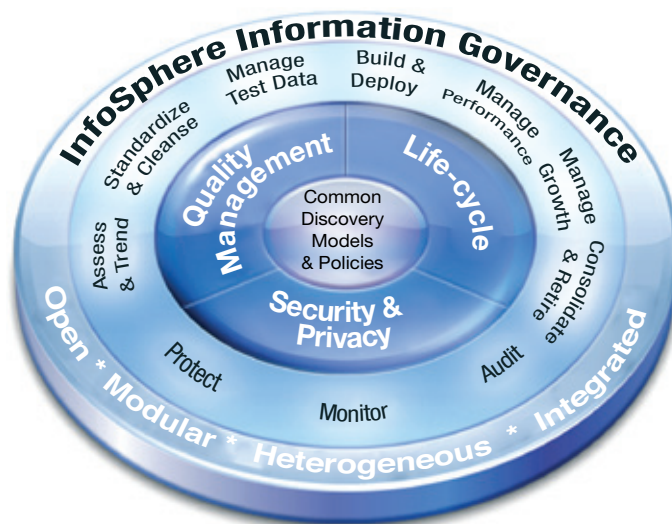 InfoSphere Information Governance
Assess
& Trend
Standardize
& Cleanse
Manage
Test Data
Build &
Deploy
Manage
Performance
Manage
Growth
Consolidate
& Retire
Quality
Management
Life-cycle
Common
Discovery
Models
& Policies
Security &
Privacy
Protect
Monitor
Audit
Open * Modular * Heterogeneous * Integrated